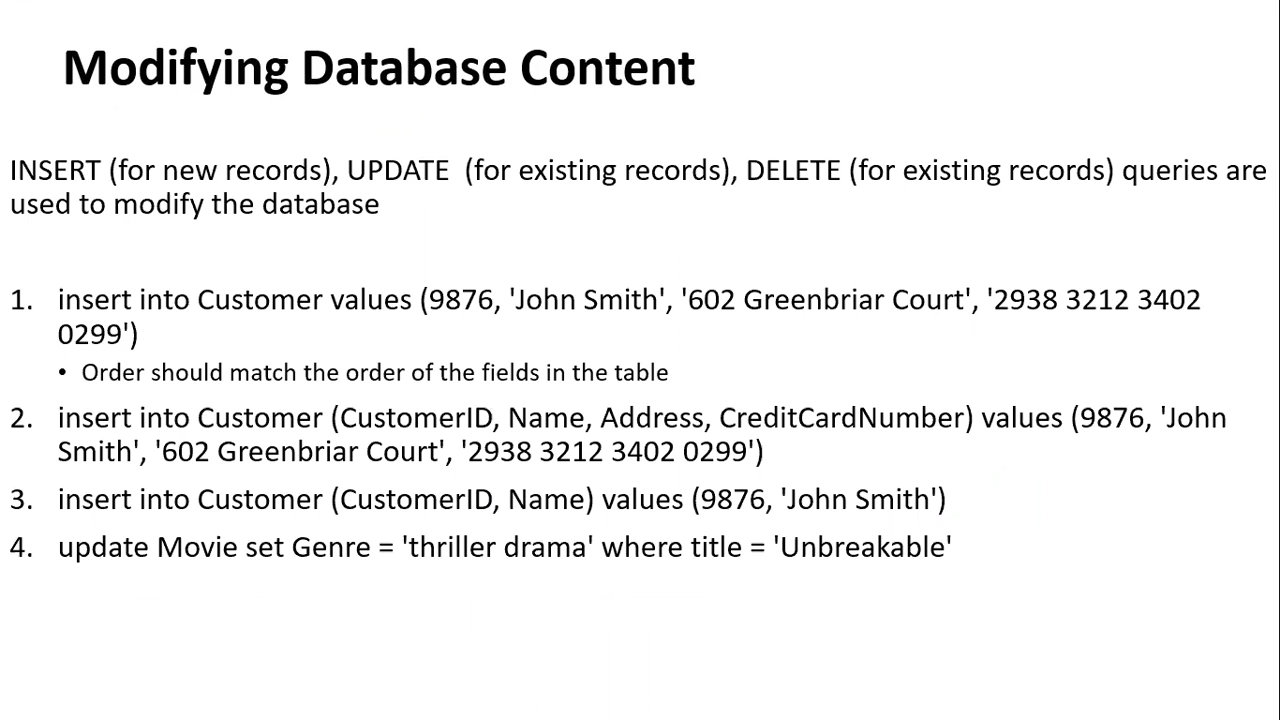 Modifying Database Content
INSERT (for new records), UPDATE  (for existing records), DELETE (for existing records) queries are
used to modify the database
1. insert into Customer values (9876, 'John Smith', '602 Greenbriar Court', '2938 3212 3402
0299')
• Order should match the order of the fields in the table
2. insert into Customer (CustomerID, Name, Address, CreditCardNumber) values (9876, 'John
Smith', '602 Greenbriar Court', '2938 3212 3402 0299')
3. insert into Customer (CustomerID, Name) values (9876, 'John Smith')
4. update Movie set Genre = 'thriller drama' where title = 'Unbreakable'